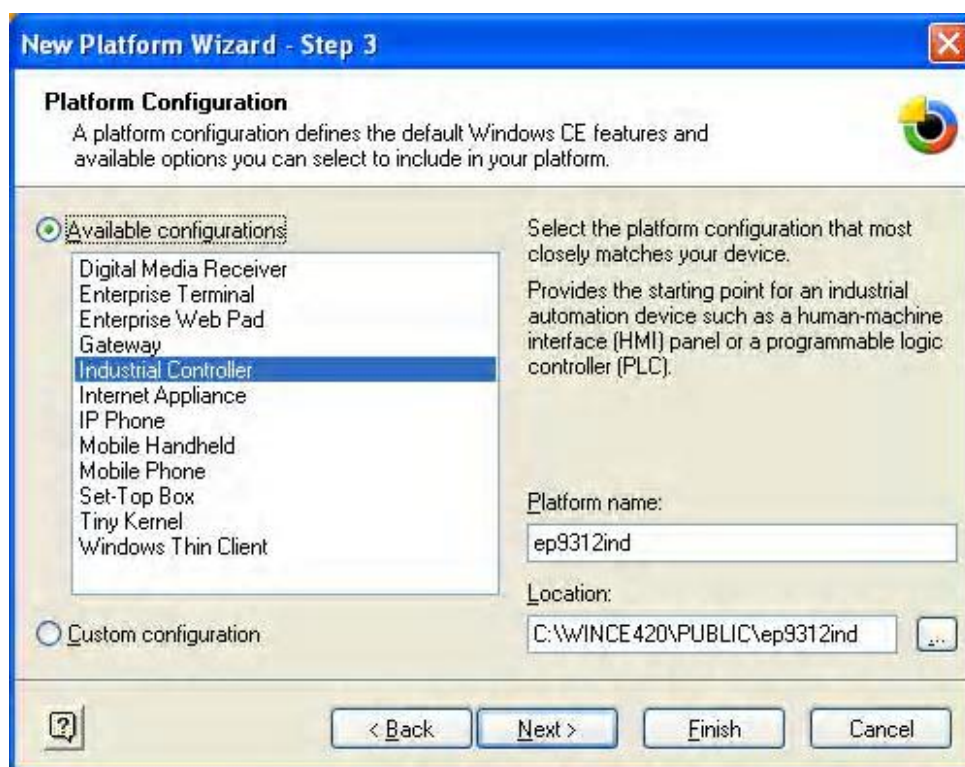 New Platform Wizard - Step 3
Platform Configuration
A platform configuration defines the default Windows CE features and
available options you can select to include in your platform.
Available configurations
Digital Media Receiver
Enterprise Terminal
Enterprise Web Pad
Gateway
Industrial Controller
Internet Appliance
IP Phone
Mobile Handheld
Mobile Phone
Set-Top Box
Tiny Kernel
Windows Thin Client
Custom configuration
Select the platform configuration that most
closely matches your device.
Provides the starting point for an industrial
automation device such as a human-machine
interface (HMI) panel or a programmable logic
controller (PLC).
Platform name:
ep9312ind
Location:
C:\WINCE420\PUBLIC\ep9312ind
...
?
< Back
Next >
Finish
Cancel